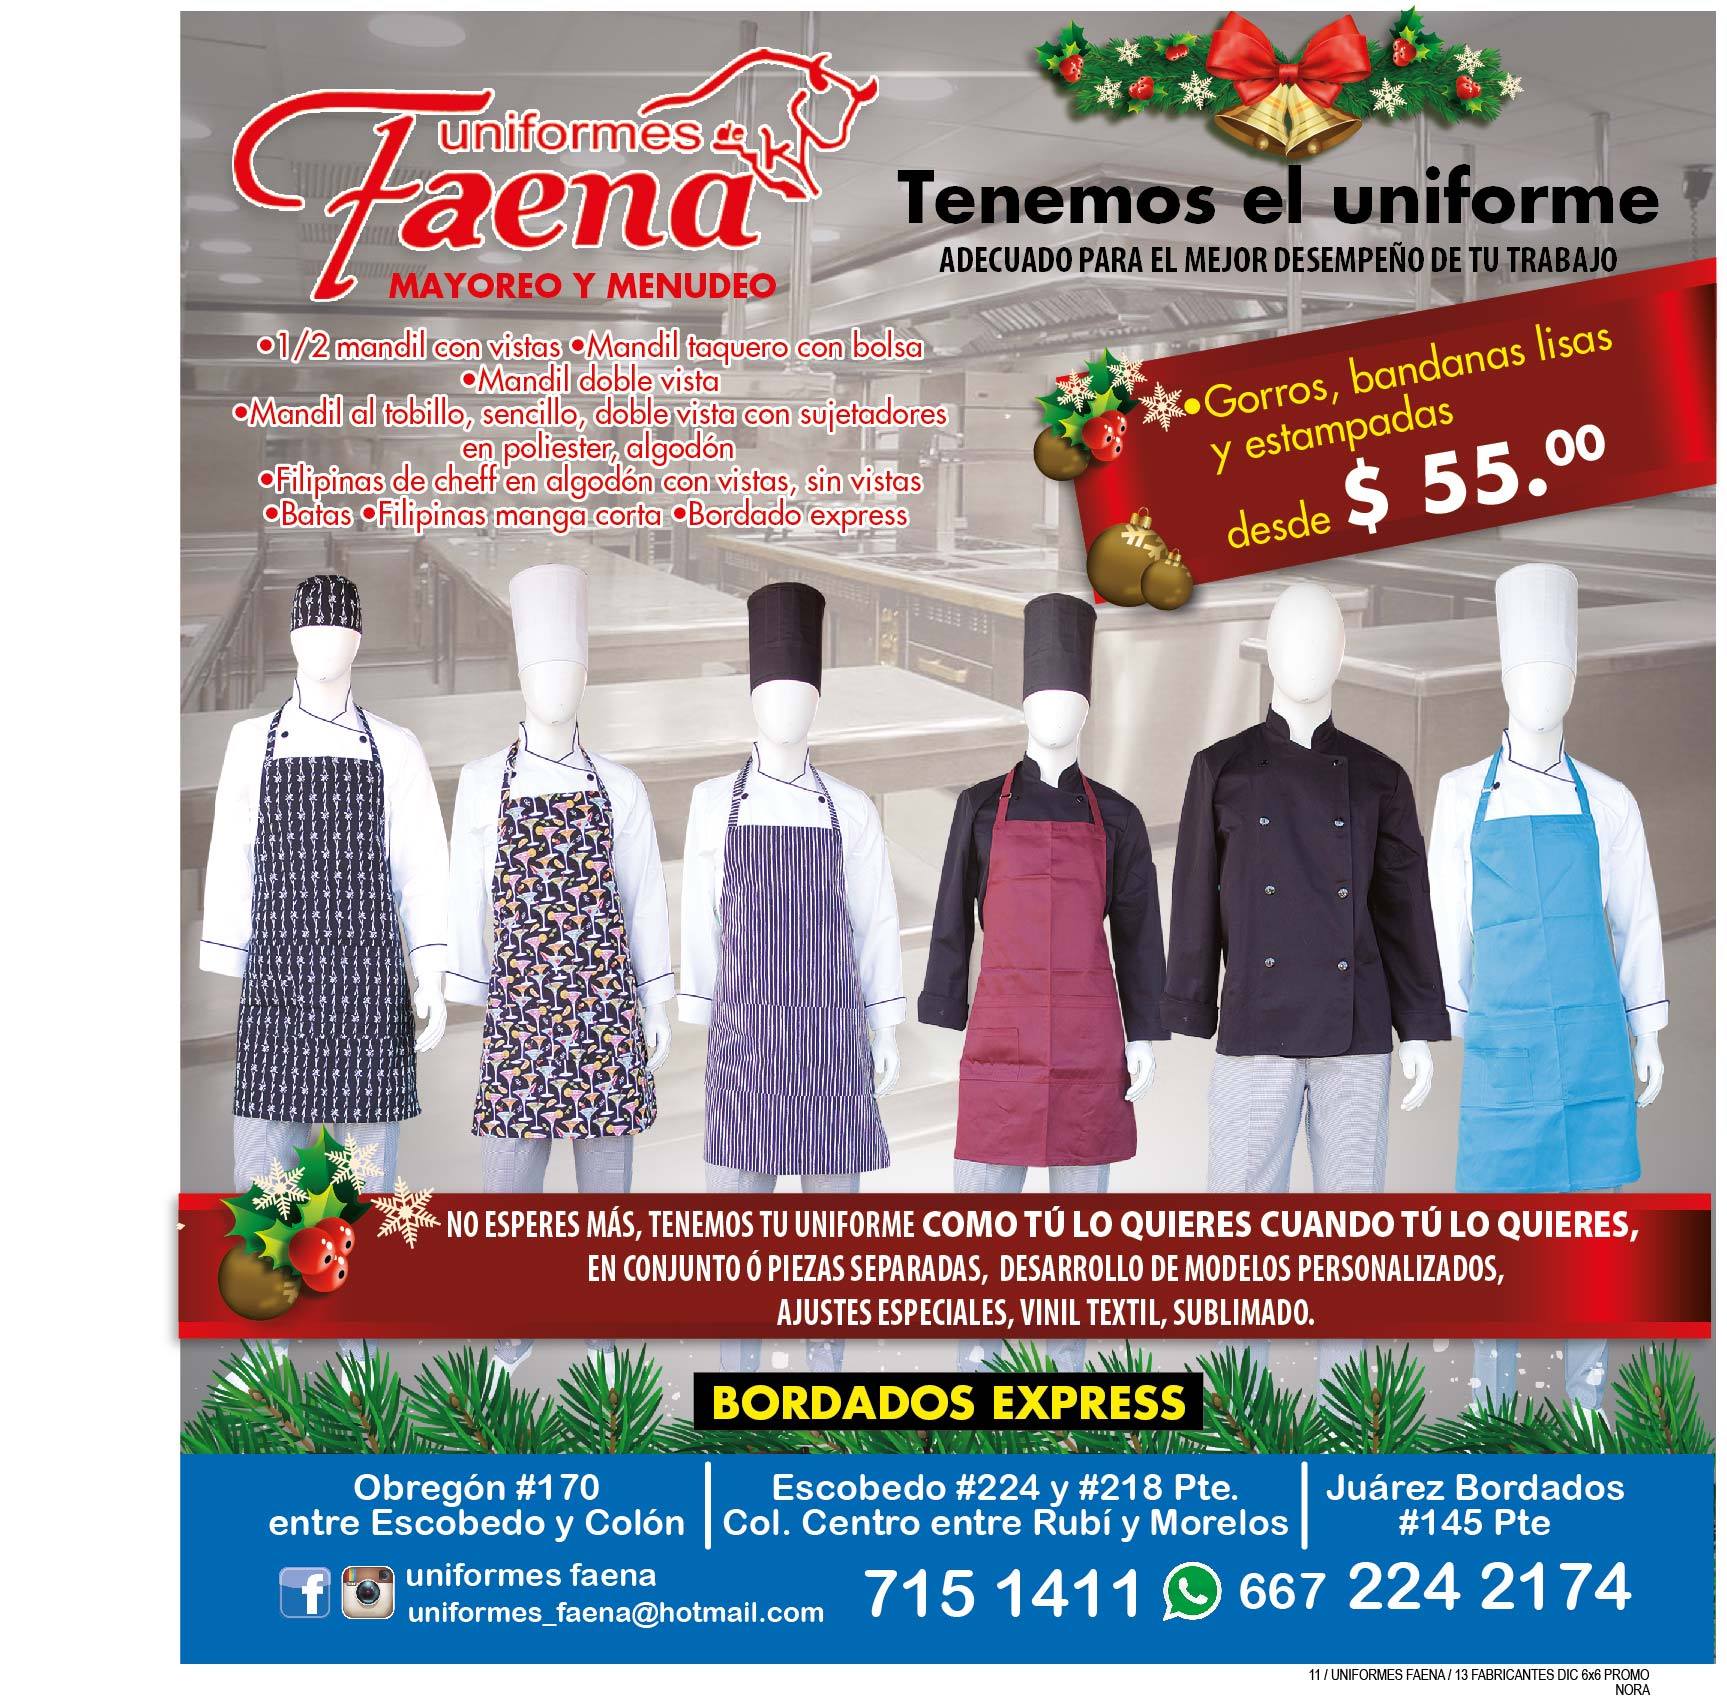 uniformes de
Faena
MAYOREO Y MENUDEO
Tenemos el uniforme
ADECUADO PARA EL MEJOR DESEMPEÑO DE TU TRABAJO
•1/2 mandil con vistas •Mandil taquero con bolsa
•Mandil doble vista
•Mandil al tobillo, sencillo, doble vista con sujetadores
en poliester, algodón
•Filipinas de cheff en algodón con vistas, sin vistas
•Batas •Filipinas manga corta •Bordado express
•Gorros, bandanas lisas
y estampadas
desde $ 55.00
NO ESPERES MÁS, TENEMOS TU UNIFORME COMO TÚ LO QUIERES CUANDO TÚ LO QUIERES,
EN CONJUNTO Ó PIEZAS SEPARADAS, DESARROLLO DE MODELOS PERSONALIZADOS,
AJUSTES ESPECIALES, VINIL TEXTIL, SUBLIMADO.
BORDADOS EXPRESS
Obregón #170
entre Escobedo y Colón
Escobedo #224 y #218 Pte.
Col. Centro entre Rubí y Morelos
Juárez Bordados
#145 Pte
uniformes faena
uniformes_faena@hotmail.com
715 1411 667 224 2174
11 / UNIFORMES FAENA / 13 FABRICANTES DIC 6x6 PROMO
NORA